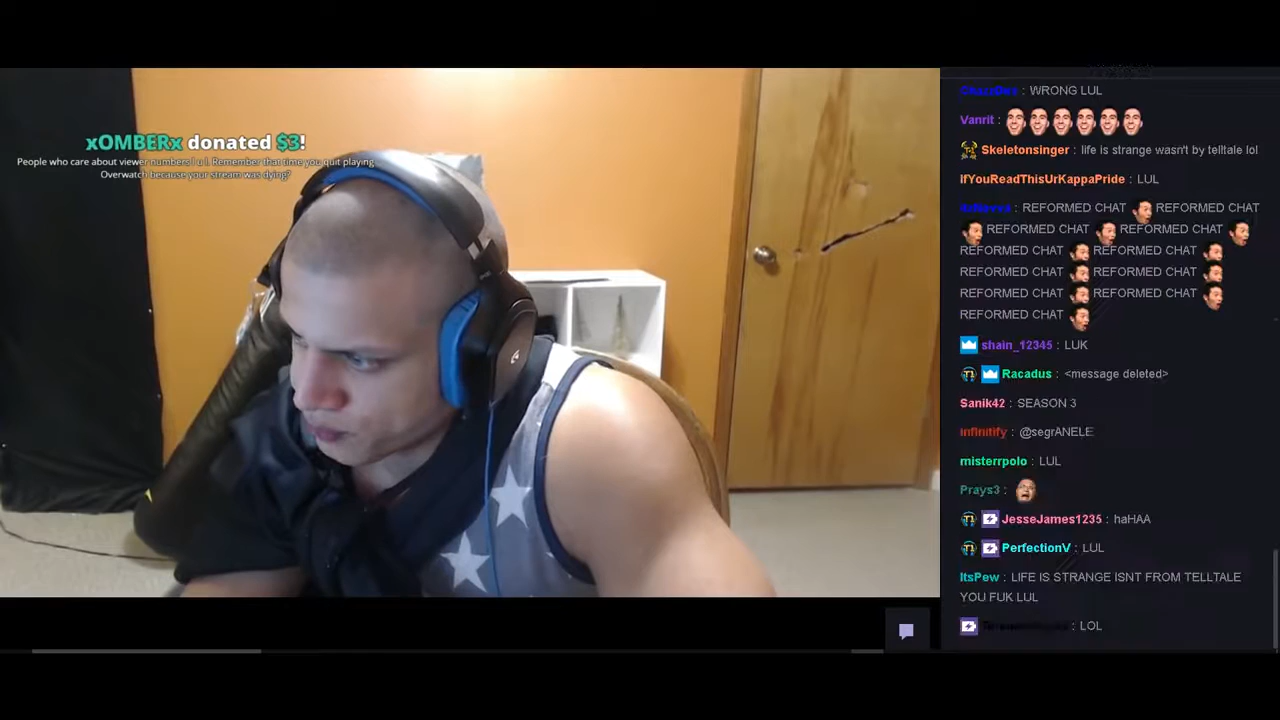 xOMBERx donated $3!
People who care about viewer numbers L u l. Remember that time you quit playing
Overwatch because your stream was dying?
: WRONG LUL
Vanrit :
Skeletonsinger : life is strange wasn't by telltale lol
IfYouReadThisUrKappaPride : LUL
: REFORMED CHAT REFORMED CHAT
REFORMED CHAT REFORMED CHAT
REFORMED CHAT REFORMED CHAT
REFORMED CHAT REFORMED CHAT
REFORMED CHAT REFORMED CHAT
REFORMED CHAT
shain_12345 : LUK
Racadus : <message deleted>
Sanik42 : SEASON 3
Infinitify : @segrANELE
misterrpolo : LUL
Prays3 :
JesseJames1235 : haHAA
PerfectionV : LUL
ItsPew : LIFE IS STRANGE ISNT FROM TELLTALE
YOU FUK LUL
: LOL